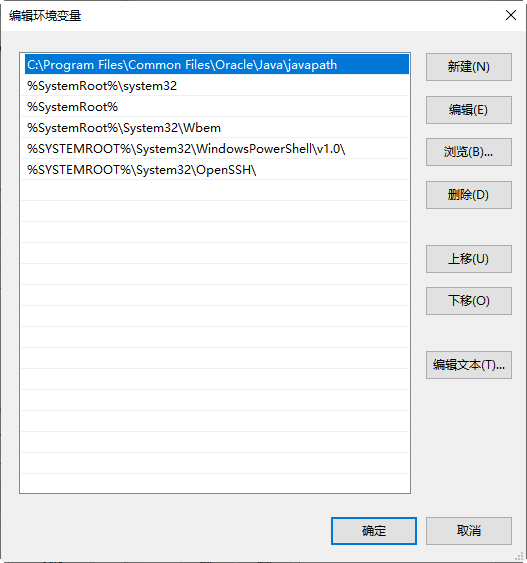 编辑环境变量
C:\Program Files\Common Files\Oracle\Java\javapath
%SystemRoot%\system32
%SystemRoot%
%SystemRoot%\System32\Wbem
%SYSTEMROOT%\System32\WindowsPowerShell\v1.0\
%SYSTEMROOT%\System32\OpenSSH\
新建(N)
编辑(E)
浏览(B)...
删除(D)
上移(U)
下移(O)
编辑文本(T)...
确定
取消